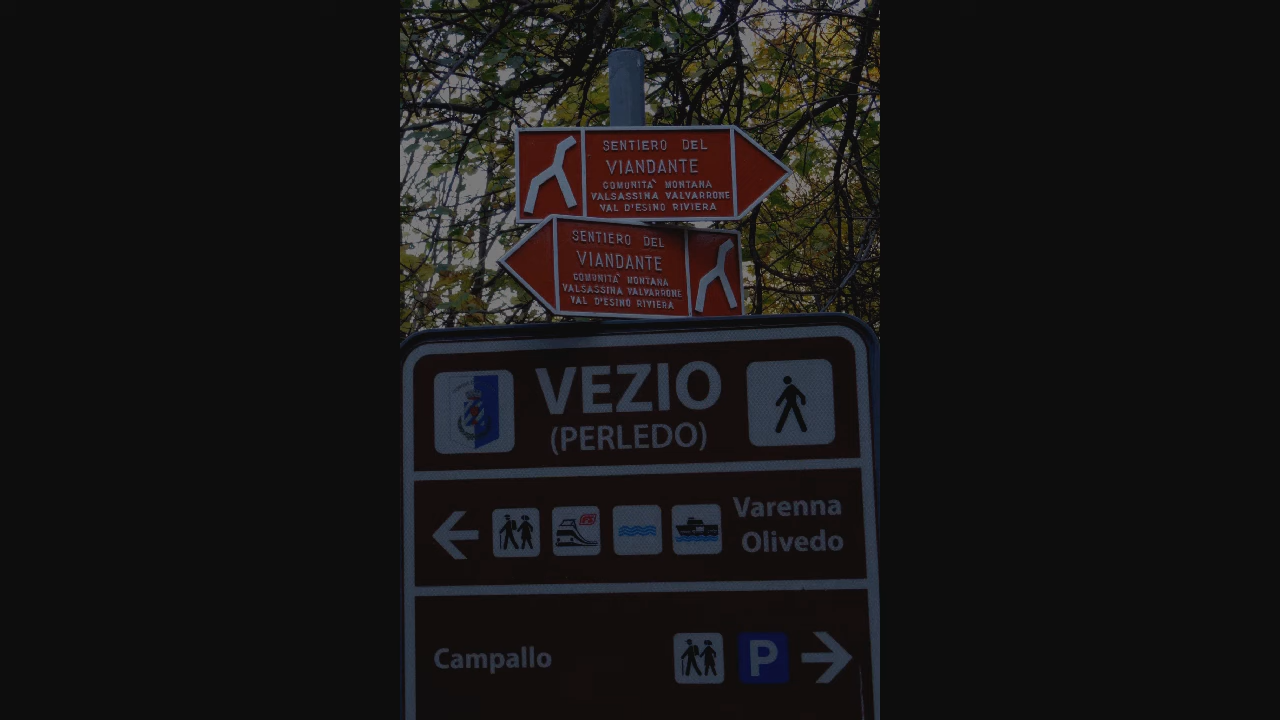 SENTIERO DEL
VIANDANTE
COMUNITA` MONTANA
VALSASSINA VALVARRONE
VAL D'ESINO RIVIERA
SENTIERO DEL
VIANDANTE
COMUNITA` MONTANA
VALSASSINA VALVARRONE
VAL D'ESINO RIVIERA
VEZIO
(PERLEDO)
Varenna
Olivedo
Campallo
P